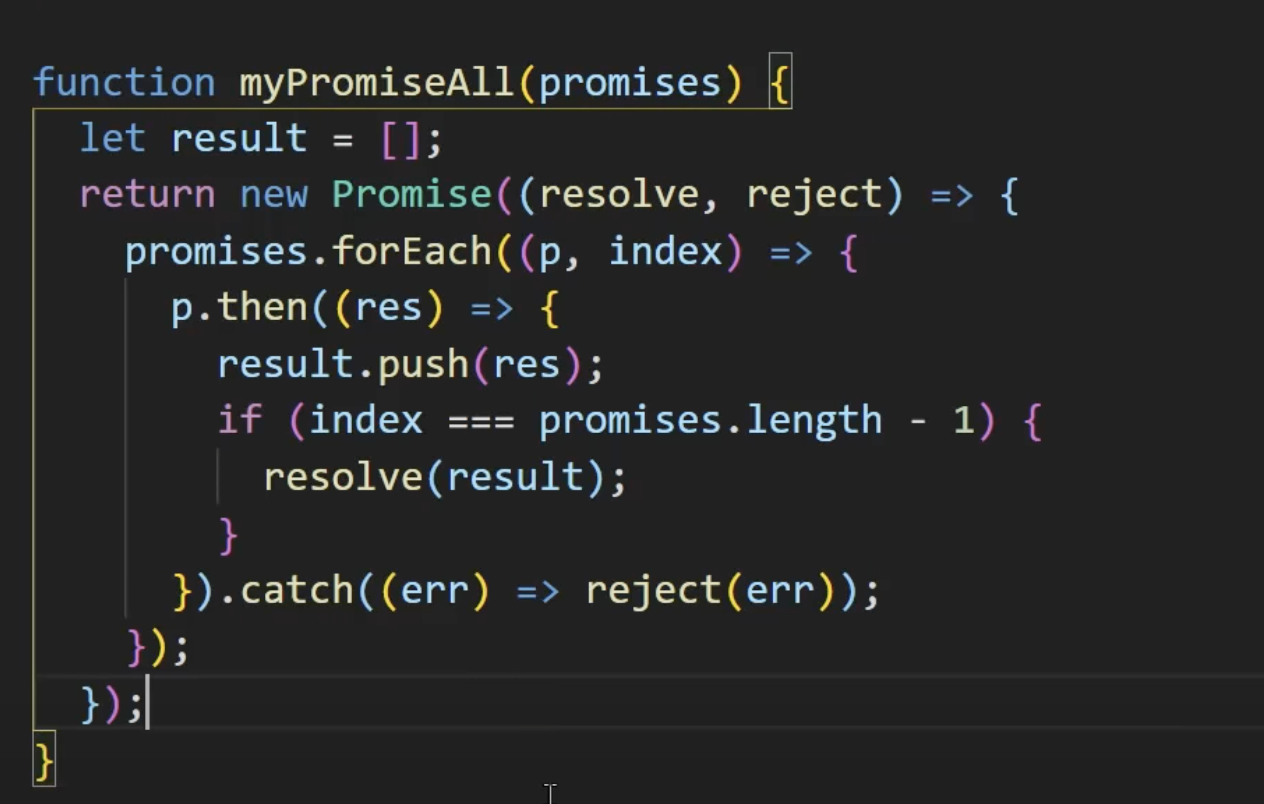 function myPromiseAll(promises) {
  let result = [];
  return new Promise((resolve, reject) => {
    promises.forEach((p, index) => {
      p.then((res) => {
        result.push(res);
        if (index === promises.length - 1) {
          resolve(result);
        }
      }).catch((err) => reject(err));
    });
  });
}